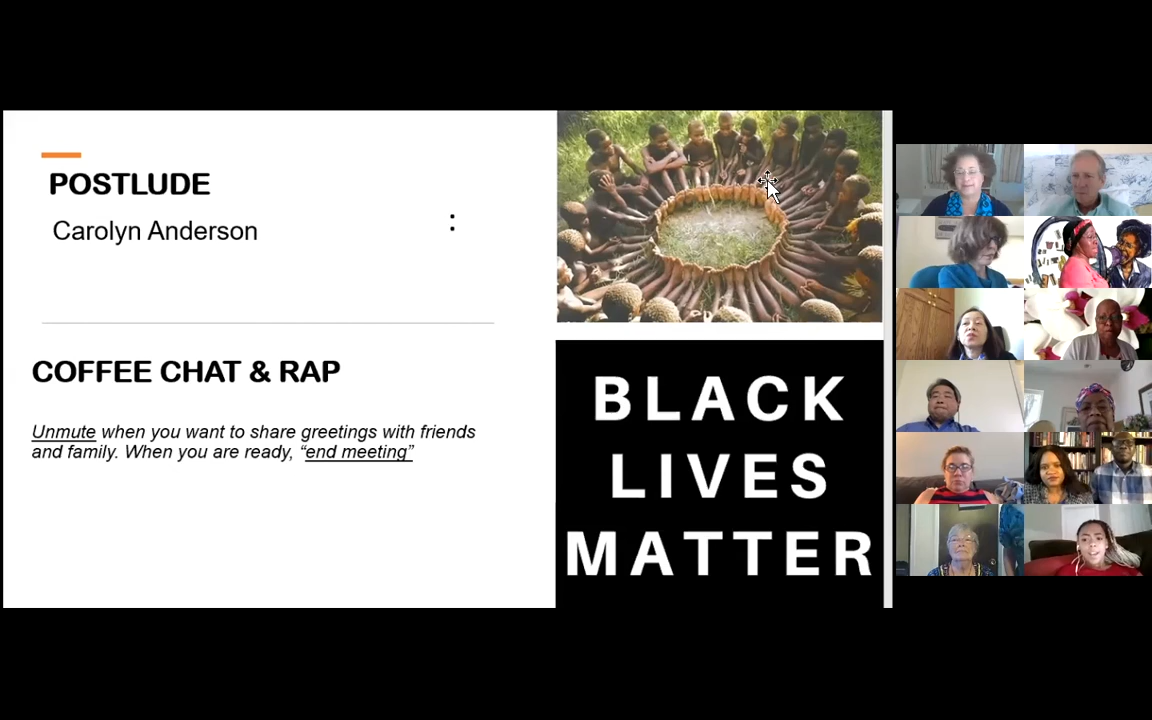 POSTLUDE
Carolyn Anderson
:
COFFEE CHAT & RAP
Unmute when you want to share greetings with friends
and family. When you are ready, “end meeting”
BLACK
LIVES
MATTER